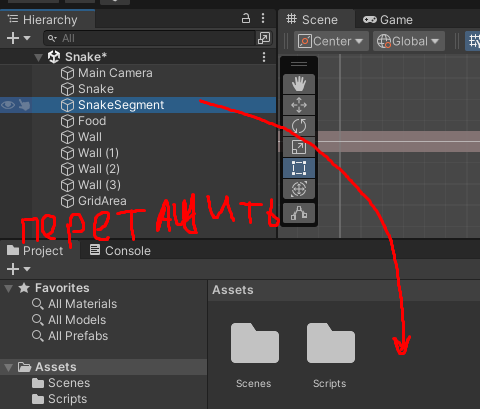 Hierarchy
Scene
Game
All
Center
Global
Snake*
Main Camera
Snake
SnakeSegment
Food
Wall
Wall (1)
Wall (2)
Wall (3)
GridArea
ПЕРЕТАЩИТЬ
Project
Console
Favorites
All Materials
All Models
All Prefabs
Assets
Scenes
Scripts
Assets
Scenes
Scripts